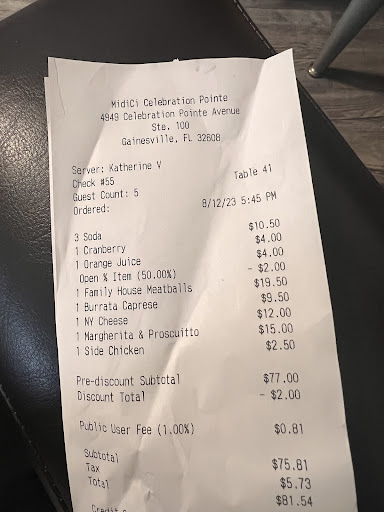 MidiCi Celebration Pointe
4949 Celebration Pointe Avenue
Ste. 100
Gainesville, FL 32608
Server: Katherine V
Check #55 Table 41
Guest Count: 5
Ordered: 8/12/23 5:45 PM
3 Soda $10.50
1 Cranberry $4.00
1 Orange Juice $4.00
Open % Item (50.00%) - $2.00
1 Family House Meatballs $19.50
1 Burrata Caprese $9.50
1 NY Cheese $12.00
1 Margherita & Proscuitto $15.00
1 Side Chicken $2.50
Pre-discount Subtotal $77.00
Discount Total - $2.00
Public User Fee (1.00%) $0.81
Subtotal $75.81
Tax $5.73
Total $81.54